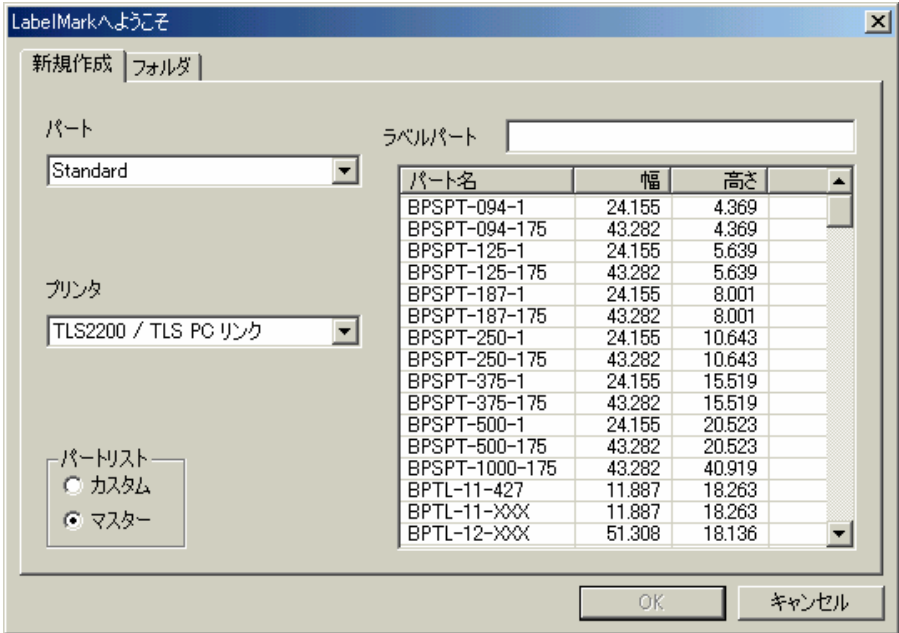 LabelMarkへようこそ
新規作成 フォルダ
パート
Standard
プリンタ
TLS2200 / TLS PC リンク
パートリスト
カスタム
マスター
ラベルパート
パート名 幅 高さ
BPSPT-094-1 24.155 4.369
BPSPT-094-175 43.282 4.369
BPSPT-125-1 24.155 5.639
BPSPT-125-175 43.282 5.639
BPSPT-187-1 24.155 8.001
BPSPT-187-175 43.282 8.001
BPSPT-250-1 24.155 10.643
BPSPT-250-175 43.282 10.643
BPSPT-375-1 24.155 15.519
BPSPT-375-175 43.282 15.519
BPSPT-500-1 24.155 20.523
BPSPT-500-175 43.282 20.523
BPSPT-1000-175 43.282 40.919
BPTL-11-427 11.887 18.263
BPTL-11-XXX 11.887 18.263
BPTL-12-XXX 51.308 18.136
OK キャンセル